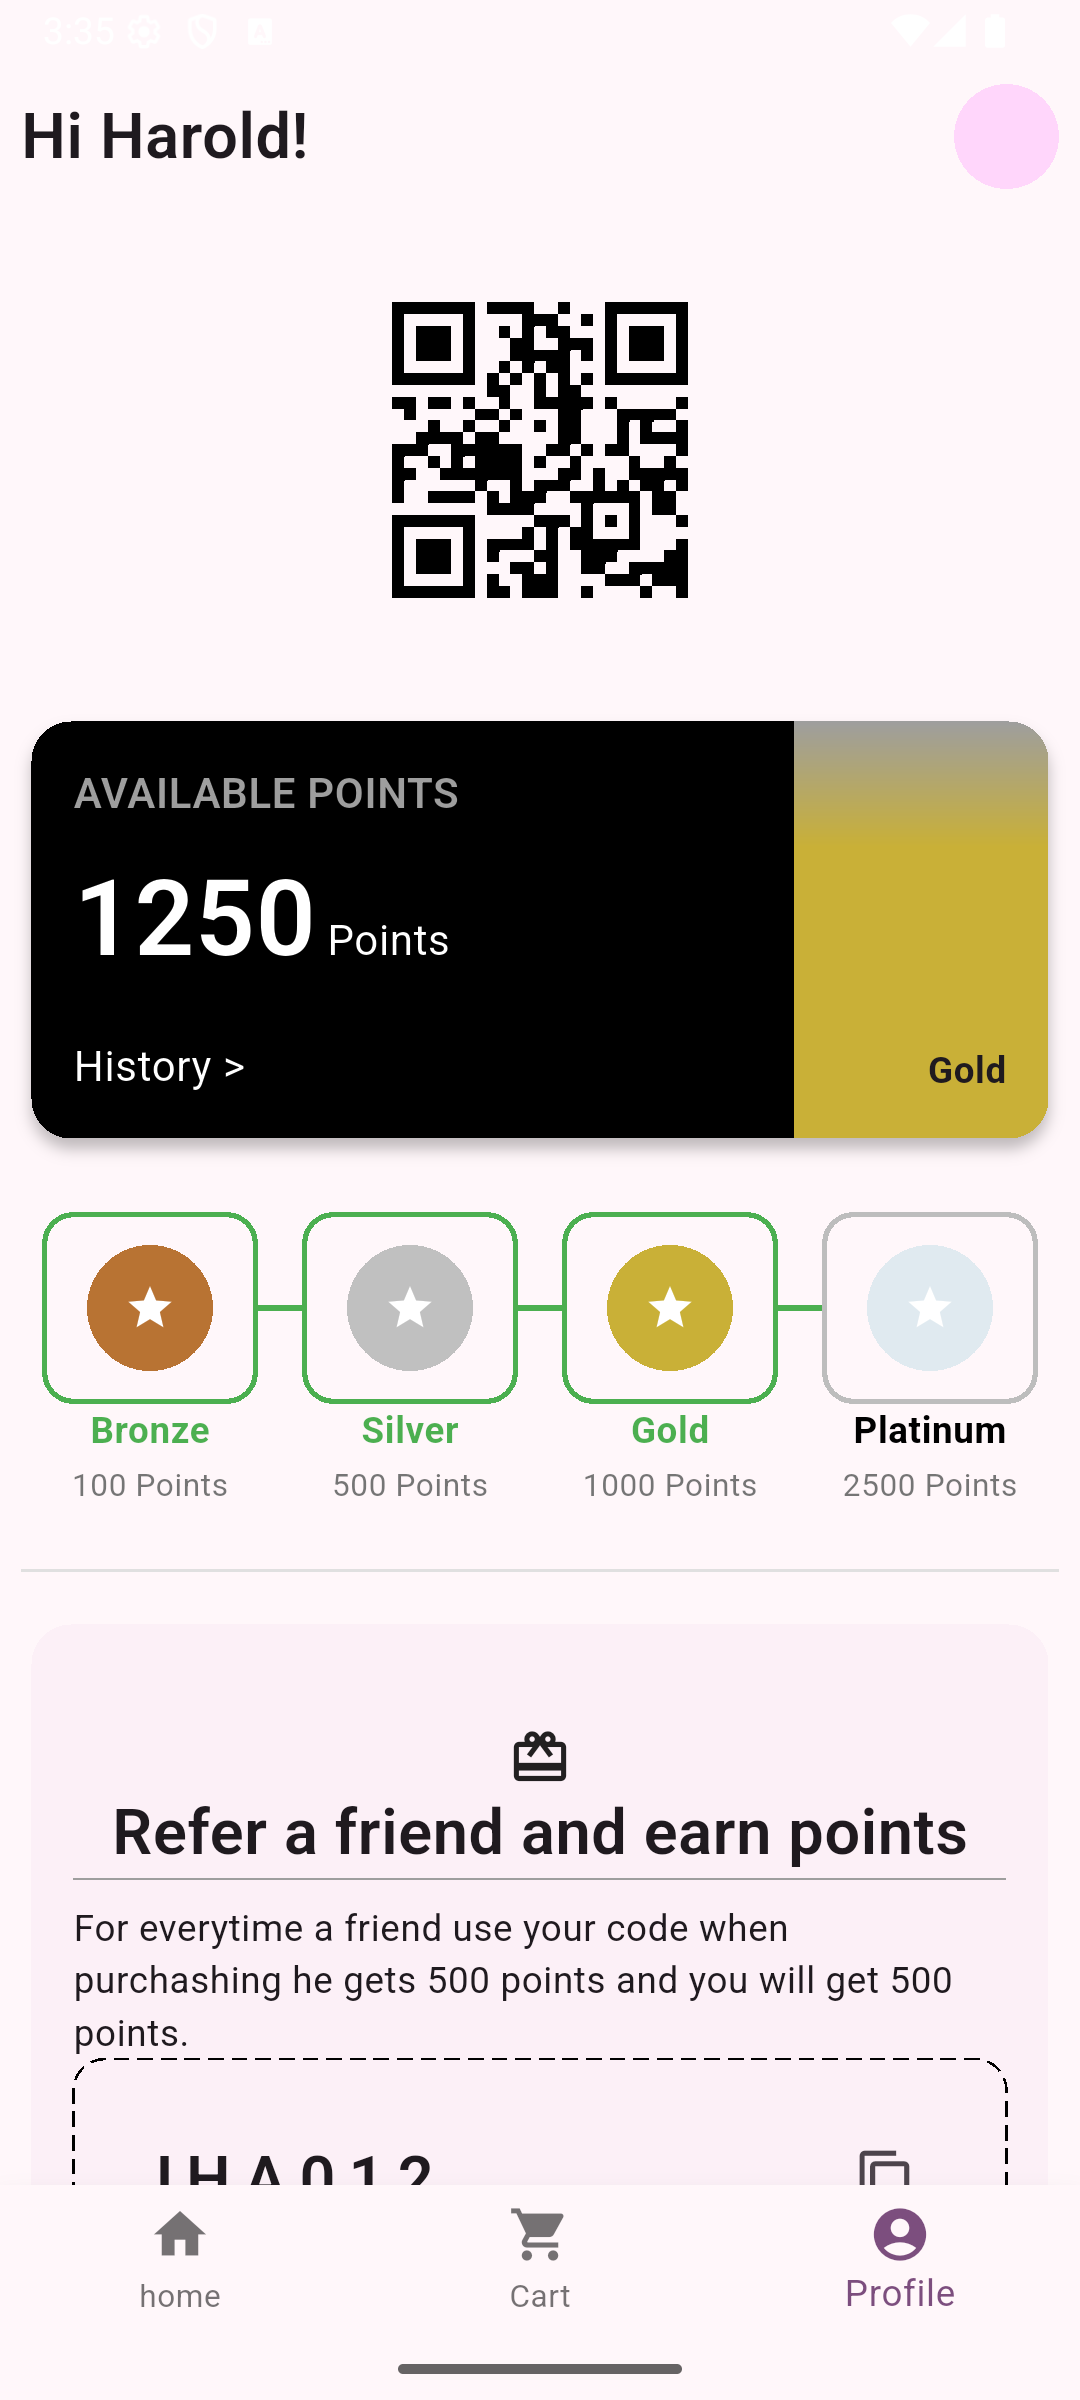 3:35
Hi Harold!
AVAILABLE POINTS
1250 Points
History >
Gold
Bronze
Silver
Gold
Platinum
100 Points
500 Points
1000 Points
2500 Points
Refer a friend and earn points
For everytime a friend use your code when
purchashing he gets 500 points and you will get 500
points.
home
Cart
Profile